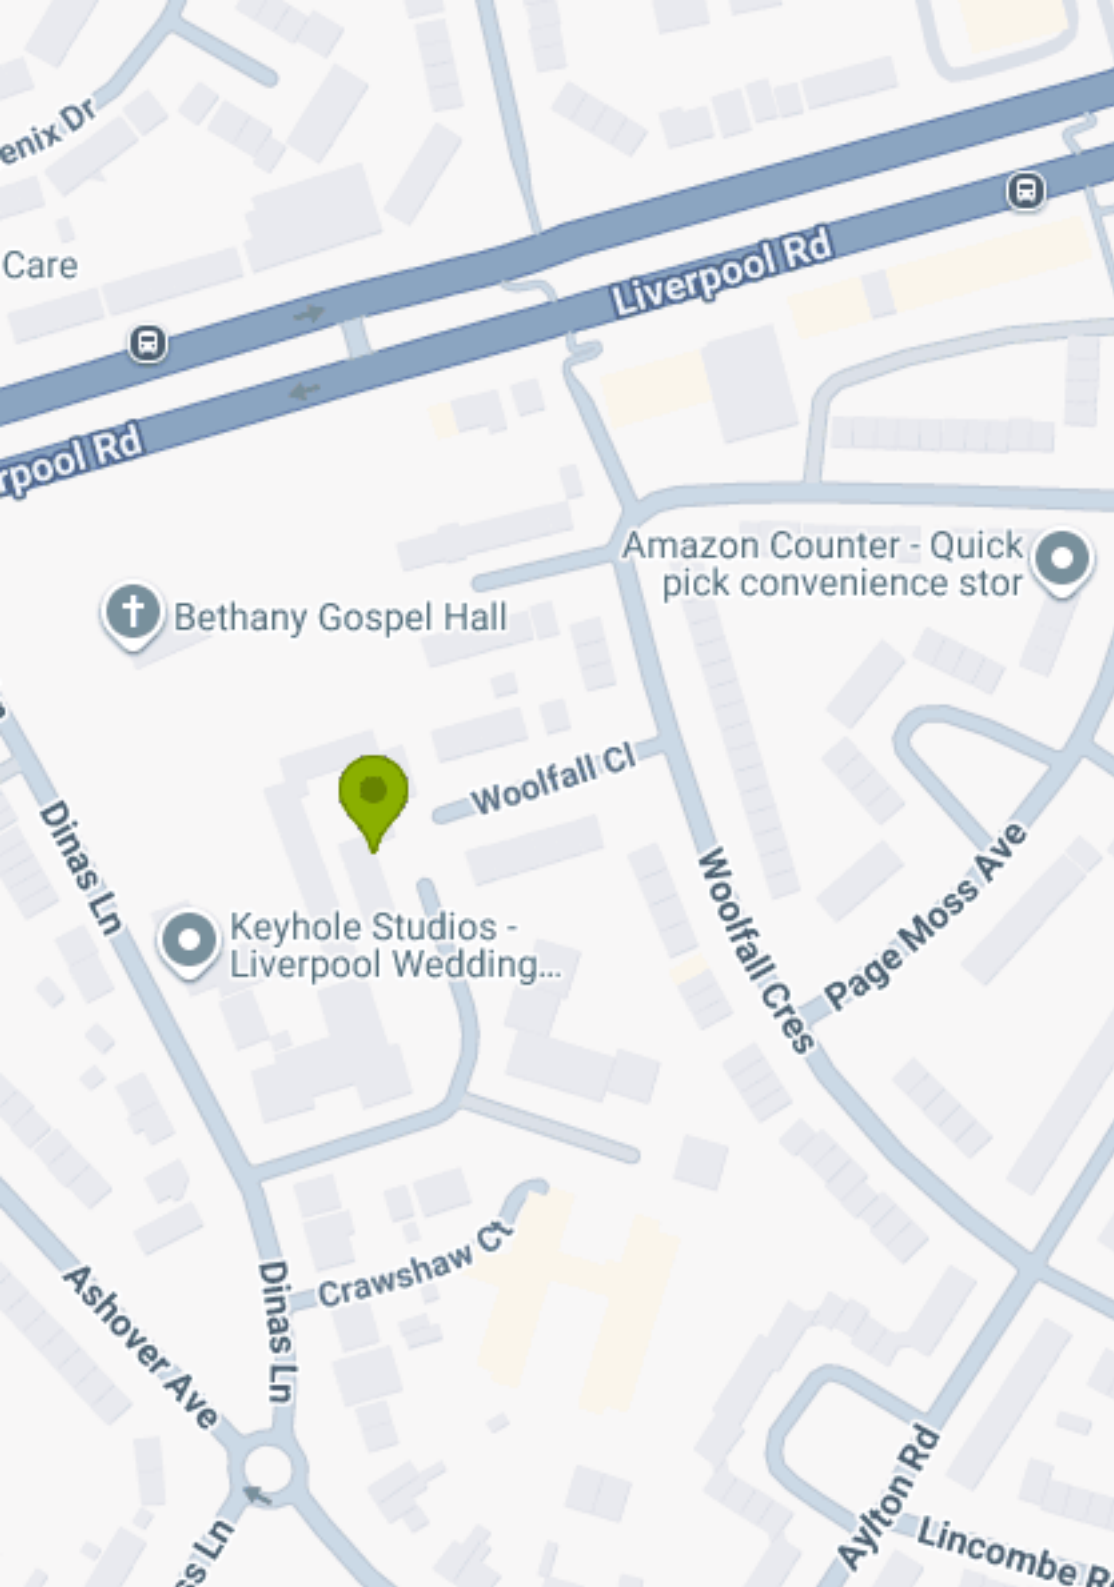 enix Dr
Care
Liverpool Rd
rpool Rd
Amazon Counter - Quick
pick convenience stor
Bethany Gospel Hall
Woolfall Cl
Dinas Ln
Woolfall Cres
Page Moss Ave
Keyhole Studios -
Liverpool Wedding...
Crawshaw Ct
Ashover Ave
Dinas Ln
Aylton Rd
Lincombe R
ss Ln